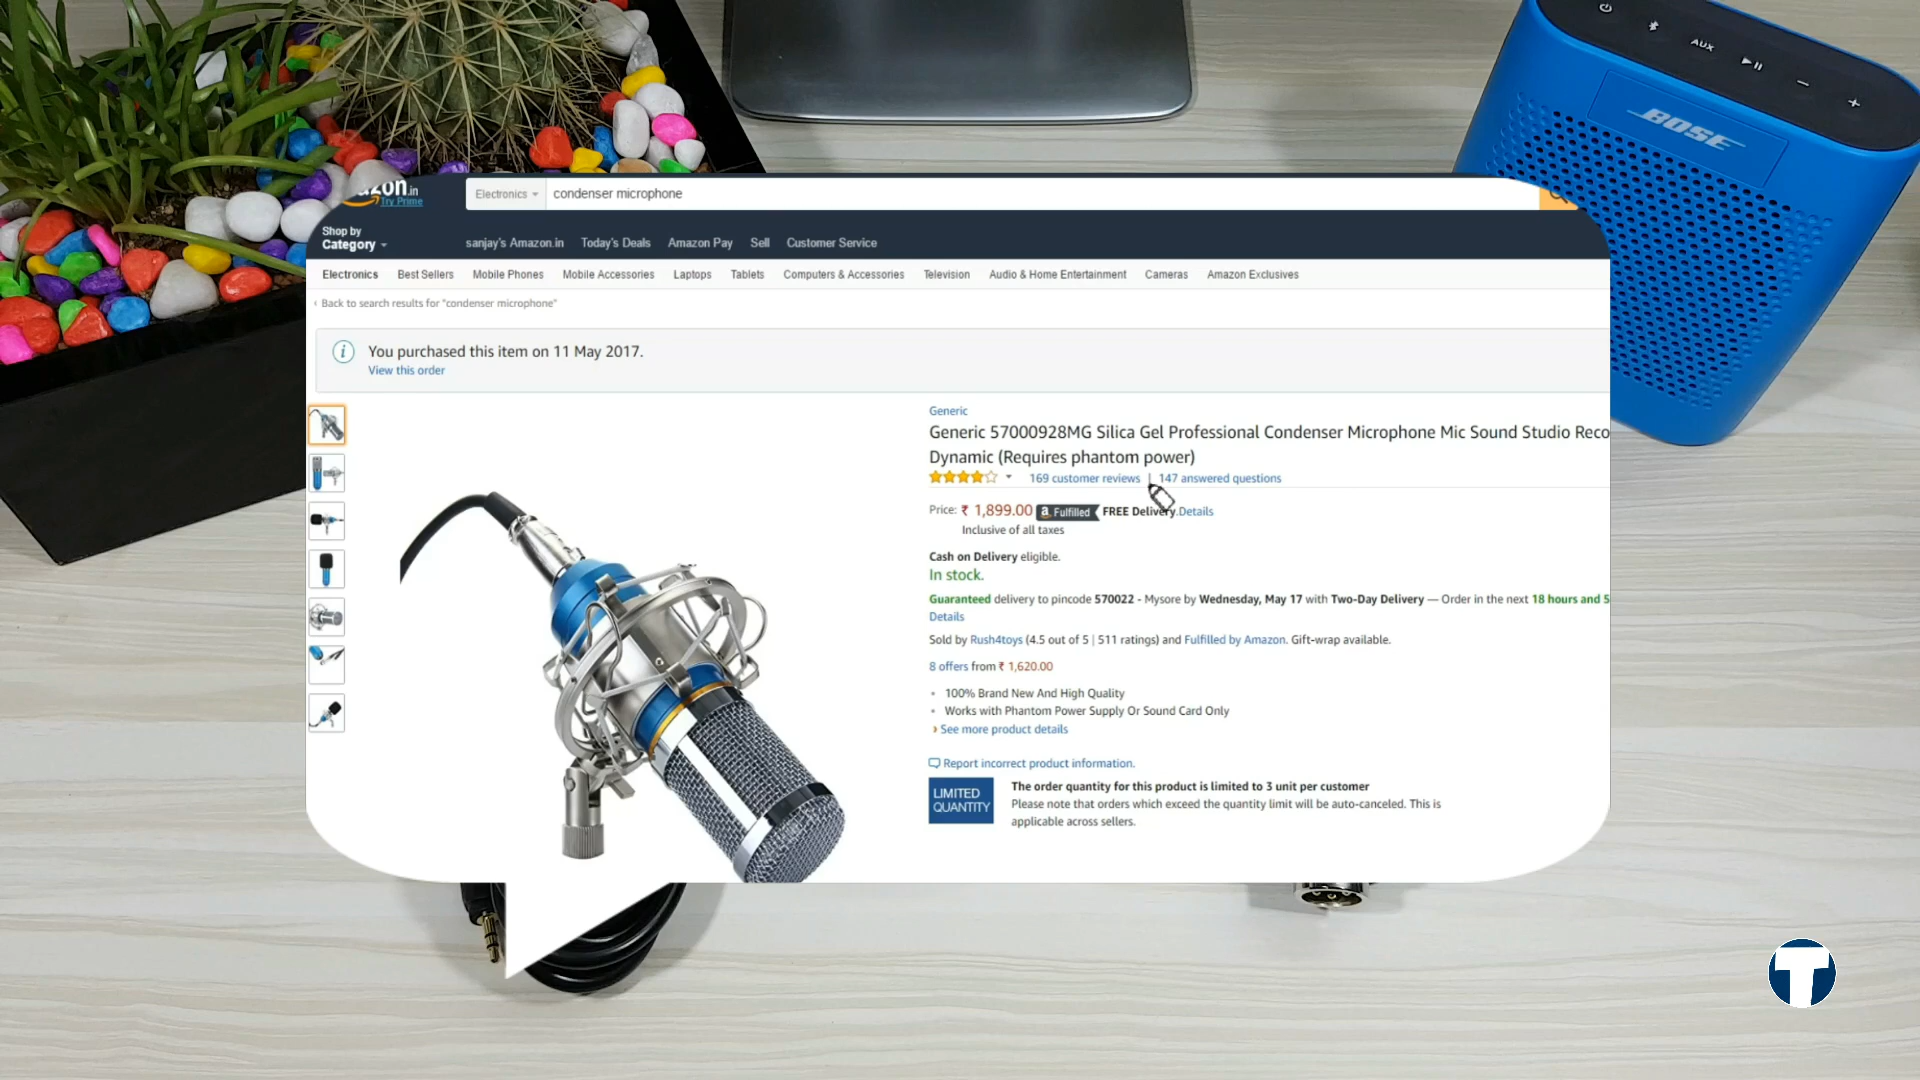 AUX
BOSE
azon.in
Try Prime
Electronics
condenser microphone
Shop by
Category
sanjay's Amazon.in Today's Deals Amazon Pay Sell Customer Service
Electronics Best Sellers Mobile Phones Mobile Accessories Laptops Tablets Computers & Accessories Television Audio & Home Entertainment Cameras Amazon Exclusives
‹ Back to search results for "condenser microphone"
You purchased this item on 11 May 2017.
View this order
Generic
Generic 57000928MG Silica Gel Professional Condenser Microphone Mic Sound Studio Reco
Dynamic (Requires phantom power)
169 customer reviews | 147 answered questions
Price: ₹ 1,899.00 a Fulfilled FREE Delivery.Details
Inclusive of all taxes
Cash on Delivery eligible.
In stock.
Guaranteed delivery to pincode 570022 - Mysore by Wednesday, May 17 with Two-Day Delivery — Order in the next 18 hours and 5
Details
Sold by Rush4toys (4.5 out of 5 | 511 ratings) and Fulfilled by Amazon. Gift-wrap available.
8 offers from ₹ 1,620.00
• 100% Brand New And High Quality
• Works with Phantom Power Supply Or Sound Card Only
› See more product details
Report incorrect product information.
LIMITED
QUANTITY
The order quantity for this product is limited to 3 unit per customer
Please note that orders which exceed the quantity limit will be auto-canceled. This is
applicable across sellers.
T